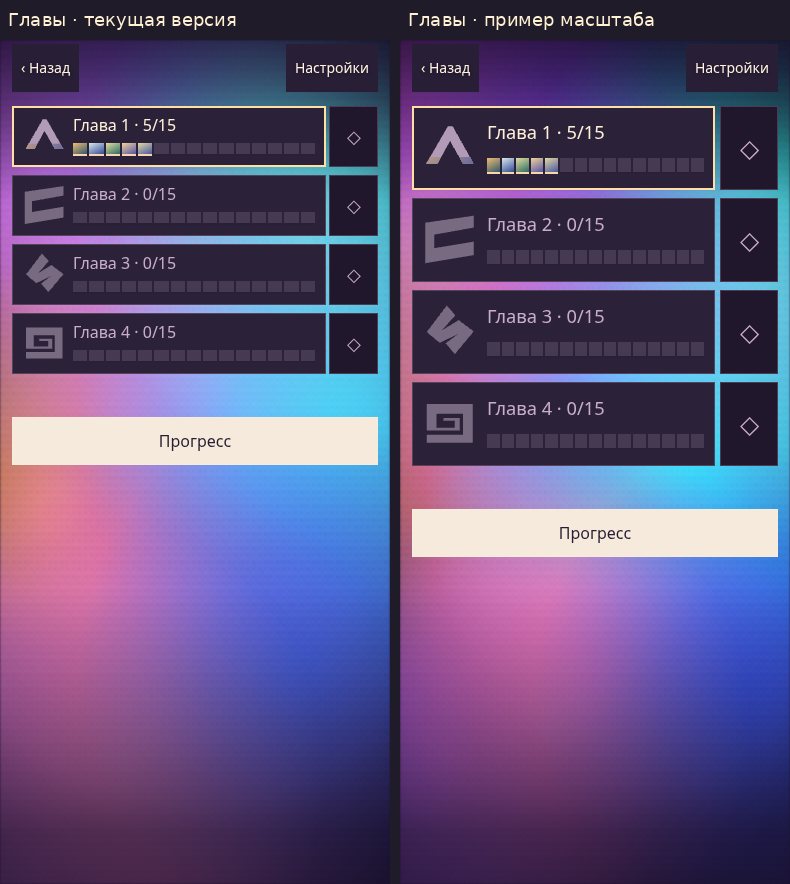 Главы · текущая версия
‹ Назад
Настройки
Глава 1 · 5/15
Глава 2 · 0/15
Глава 3 · 0/15
Глава 4 · 0/15
Прогресс
Главы · пример масштаба
‹ Назад
Настройки
Глава 1 · 5/15
Глава 2 · 0/15
Глава 3 · 0/15
Глава 4 · 0/15
Прогресс